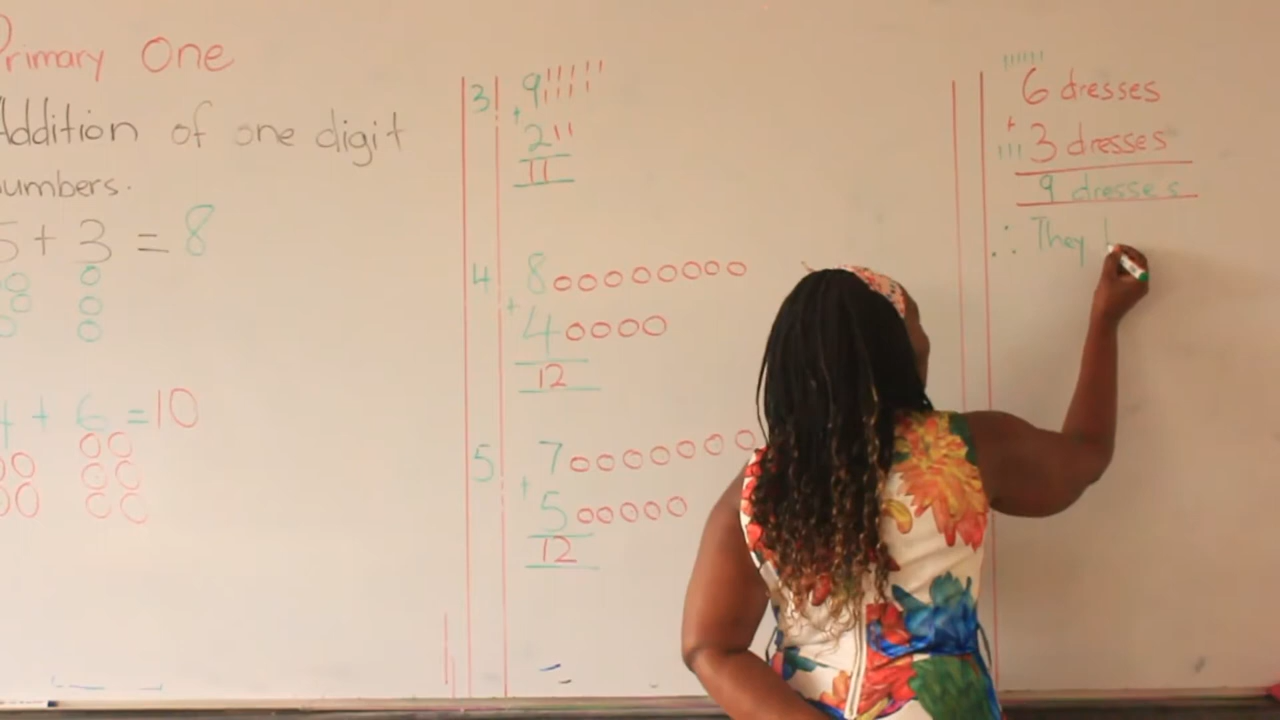 Primary One
Addition of one digit
numbers.
5 + 3 = 8
4 + 6 = 10
3
9
+
2
11
4
8
+
4
12
5
7
+
5
12
6 dresses
+
3 dresses
9 dresses
∴ They